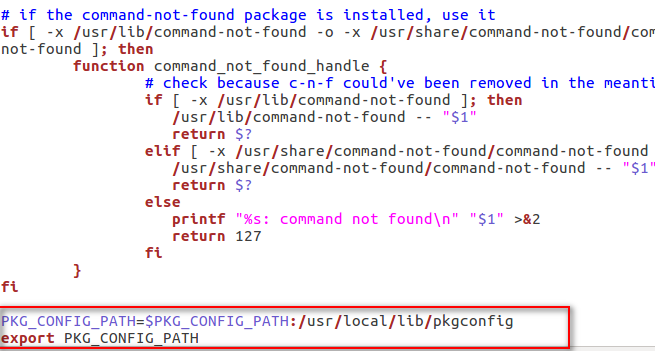 # if the command-not-found package is installed, use it
if [ -x /usr/lib/command-not-found -o -x /usr/share/command-not-found/com
not-found ]; then
        function command_not_found_handle {
                # check because c-n-f could've been removed in the meanti
                if [ -x /usr/lib/command-not-found ]; then
                   /usr/lib/command-not-found -- "$1"
                   return $?
                elif [ -x /usr/share/command-not-found/command-not-found
                   /usr/share/command-not-found/command-not-found -- "$1"
                   return $?
                else
                   printf "%s: command not found\n" "$1" >&2
                   return 127
                fi
        }
fi
PKG_CONFIG_PATH=$PKG_CONFIG_PATH:/usr/local/lib/pkgconfig
export PKG_CONFIG_PATH